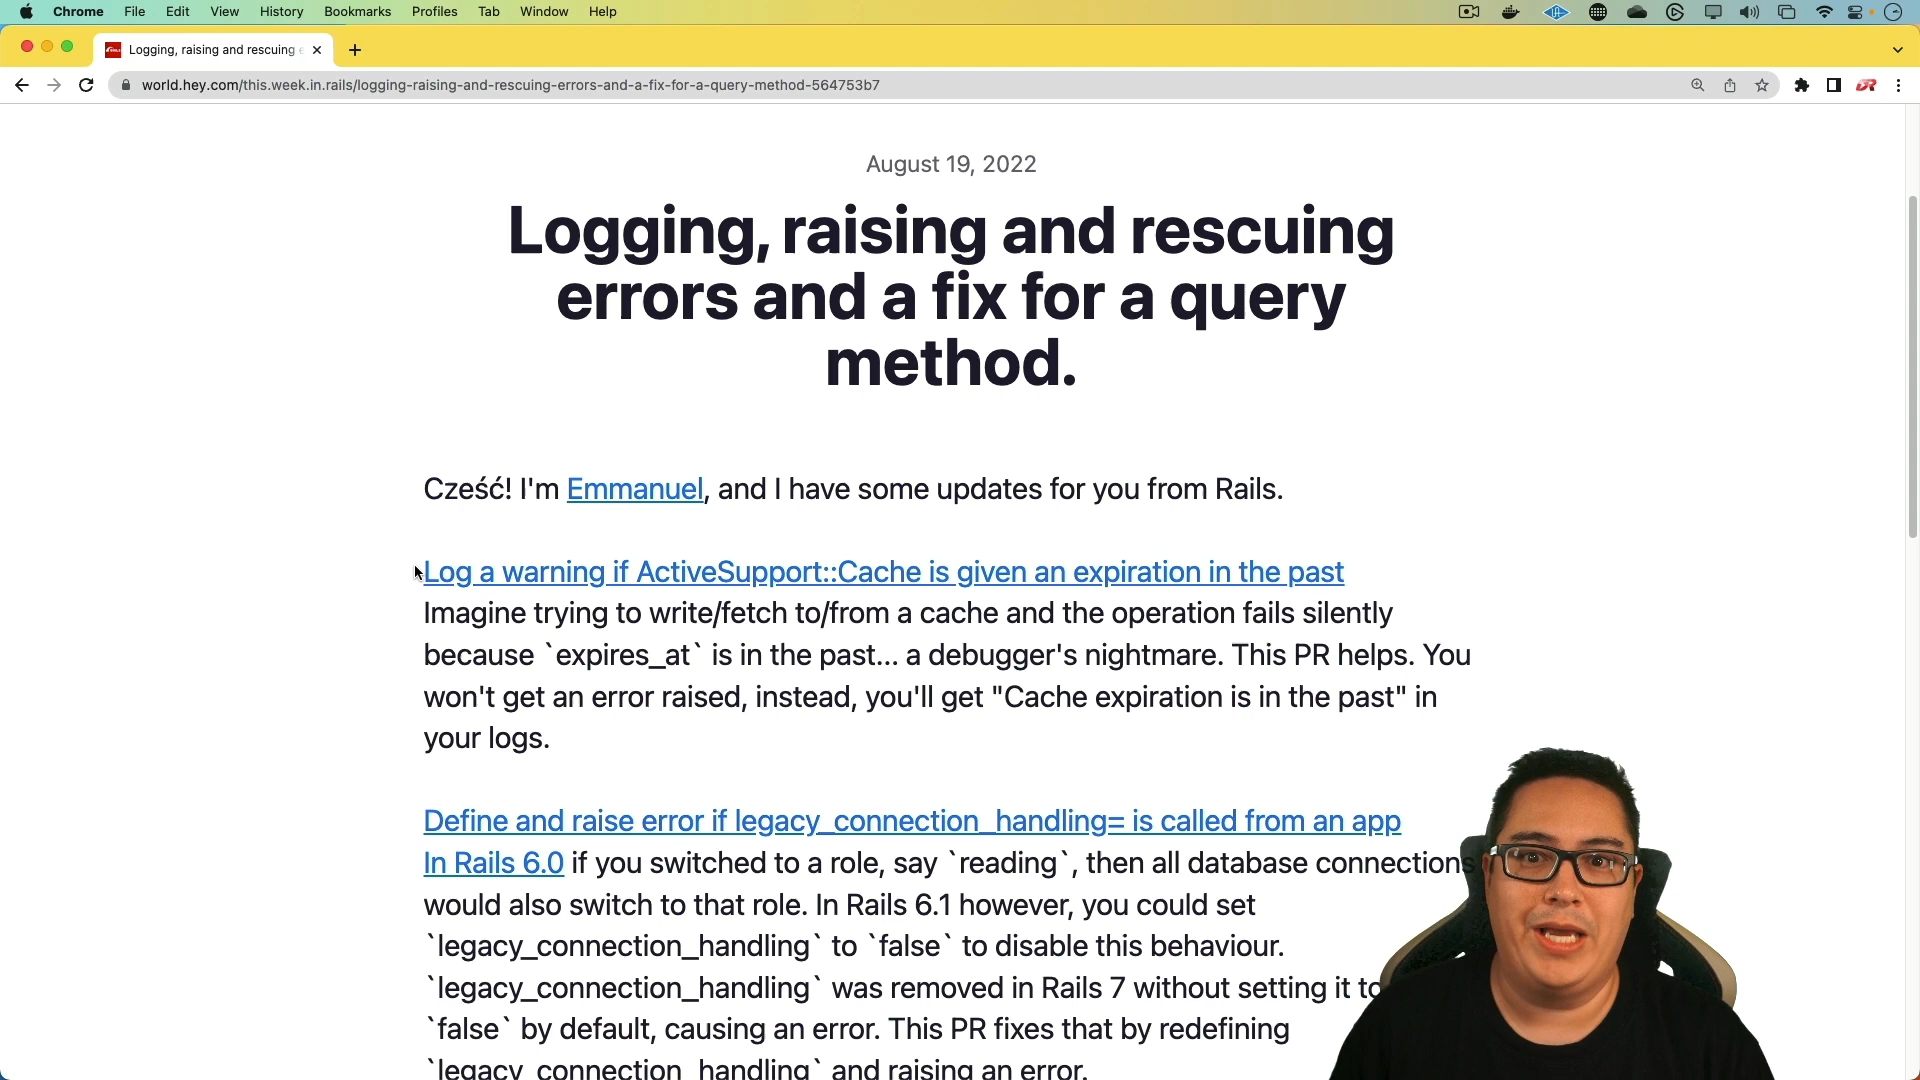 Chrome File Edit View History Bookmarks Profiles Tab Window Help
Logging, raising and rescuing
world.hey.com/this.week.in.rails/logging-raising-and-rescuing-errors-and-a-fix-for-a-query-method-564753b7
August 19, 2022
Logging, raising and rescuing
errors and a fix for a query
method.
Cześć! I'm Emmanuel, and I have some updates for you from Rails.
Log a warning if ActiveSupport::Cache is given an expiration in the past
Imagine trying to write/fetch to/from a cache and the operation fails silently
because `expires_at` is in the past... a debugger's nightmare. This PR helps. You
won't get an error raised, instead, you'll get "Cache expiration is in the past" in
your logs.
Define and raise error if legacy_connection_handling= is called from an app
In Rails 6.0 if you switched to a role, say `reading`, then all database connections
would also switch to that role. In Rails 6.1 however, you could set
`legacy_connection_handling` to `false` to disable this behaviour.
`legacy_connection_handling` was removed in Rails 7 without setting it to
`false` by default, causing an error. This PR fixes that by redefining
`legacy_connection_handling` and raising an error.